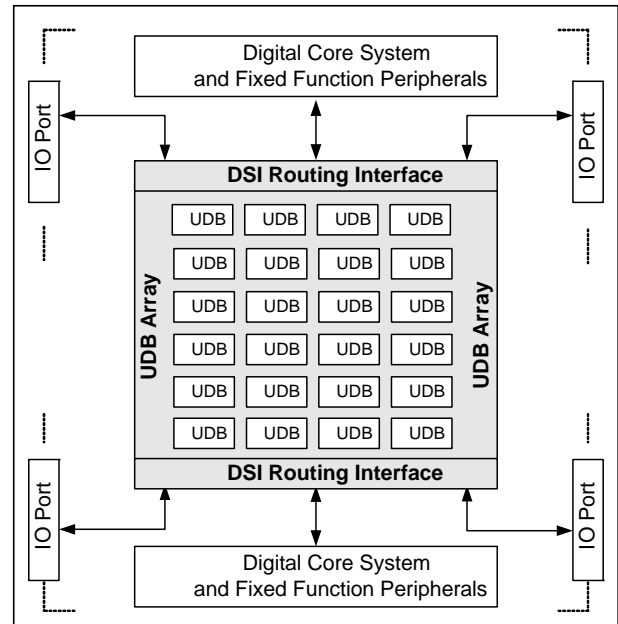 Digital Core System
and Fixed Function Peripherals
IO Port
IO Port
DSI Routing Interface
UDB UDB UDB UDB
UDB UDB UDB UDB
UDB Array
UDB UDB UDB UDB
UDB Array
UDB UDB UDB UDB
UDB UDB UDB UDB
UDB UDB UDB UDB
DSI Routing Interface
IO Port
IO Port
Digital Core System
and Fixed Function Peripherals